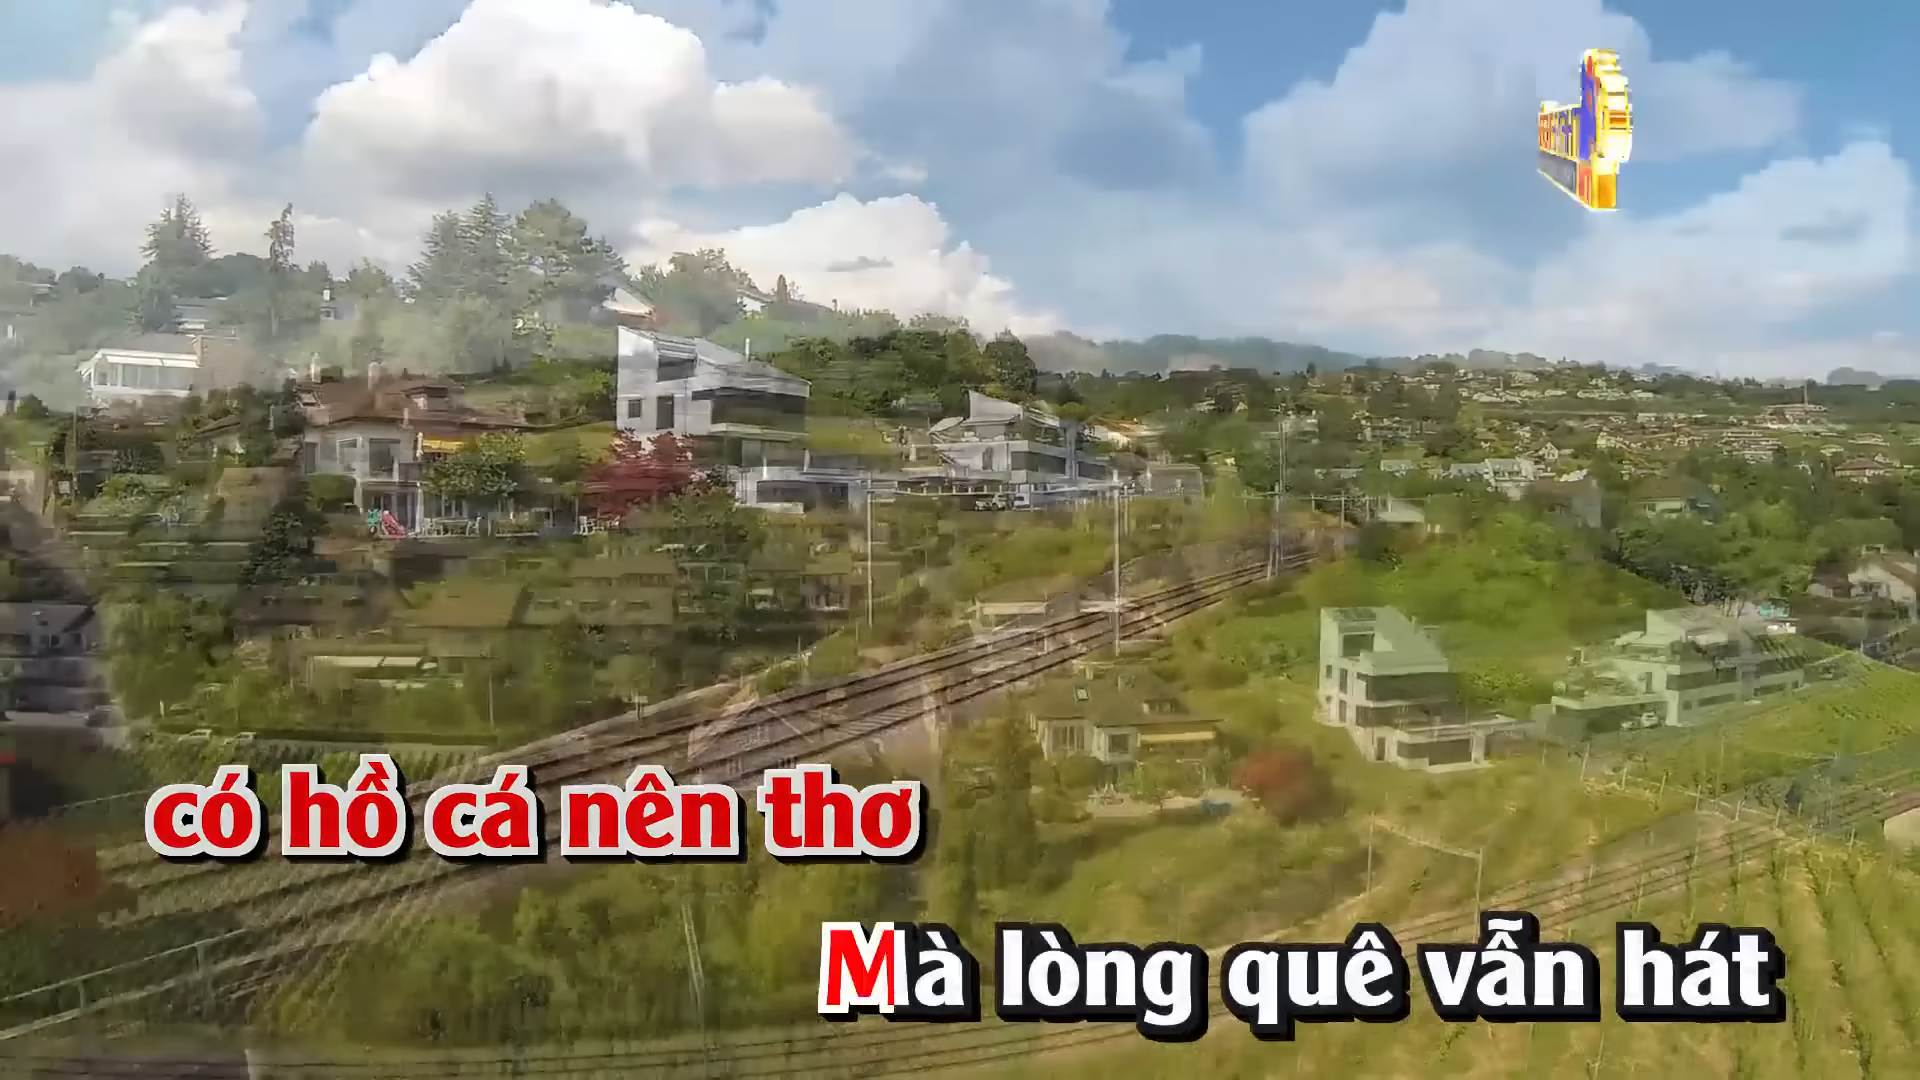 có hồ cá nên thơ
Mà lòng quê vẫn hát